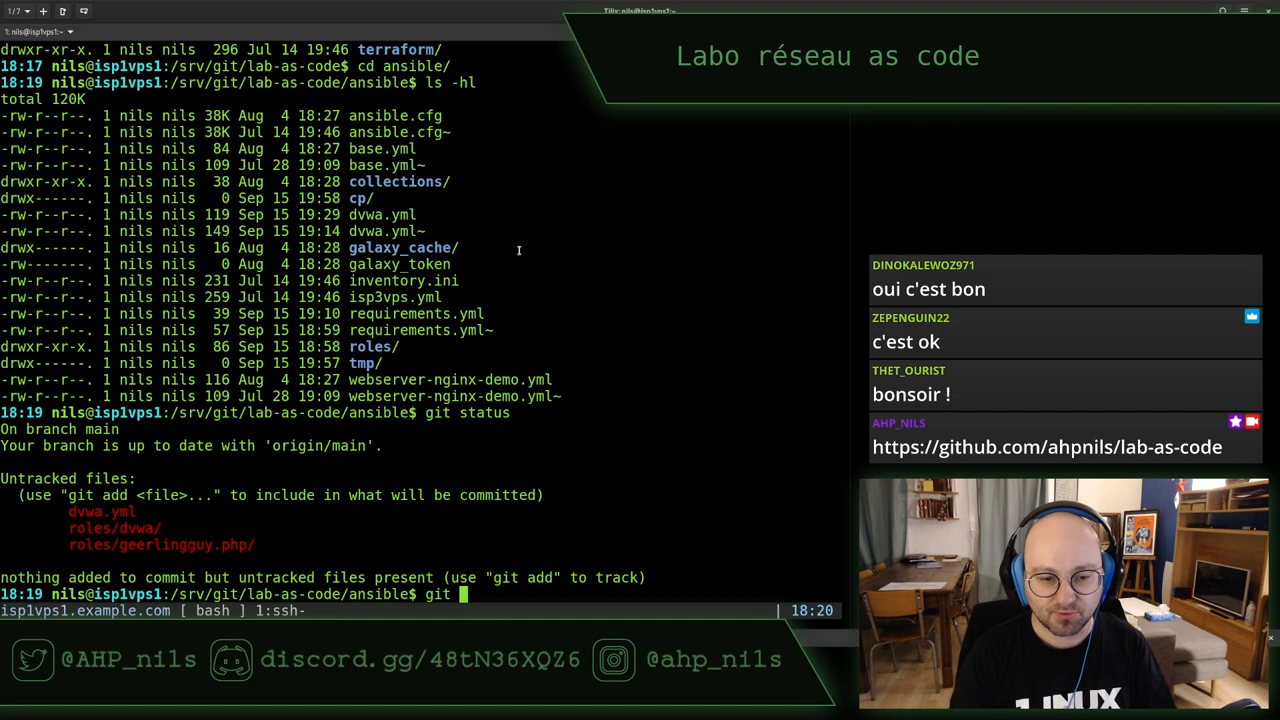 1/7
Tilix: nils@isp1vps1:~
1: nils@isp1vps1:~
Labo réseau as code
drwxr-xr-x. 1 nils nils  296 Jul 14 19:46 terraform/
18:17 nils@isp1vps1:/srv/git/lab-as-code$ cd ansible/
18:19 nils@isp1vps1:/srv/git/lab-as-code/ansible$ ls -hl
total 120K
-rw-r--r--. 1 nils nils 38K Aug  4 18:27 ansible.cfg
-rw-r--r--. 1 nils nils 38K Jul 14 19:46 ansible.cfg~
-rw-r--r--. 1 nils nils  84 Aug  4 18:27 base.yml
-rw-r--r--. 1 nils nils 109 Jul 28 19:09 base.yml~
drwxr-xr-x. 1 nils nils  38 Aug  4 18:28 collections/
drwx------. 1 nils nils   0 Sep 15 19:58 cp/
-rw-r--r--. 1 nils nils 119 Sep 15 19:29 dvwa.yml
-rw-r--r--. 1 nils nils 149 Sep 15 19:14 dvwa.yml~
drwx------. 1 nils nils  16 Aug  4 18:28 galaxy_cache/
-rw-------. 1 nils nils   0 Aug  4 18:28 galaxy_token
-rw-r--r--. 1 nils nils 231 Jul 14 19:46 inventory.ini
-rw-r--r--. 1 nils nils 259 Jul 14 19:46 isp3vps.yml
-rw-r--r--. 1 nils nils  39 Sep 15 19:10 requirements.yml
-rw-r--r--. 1 nils nils  57 Sep 15 18:59 requirements.yml~
drwxr-xr-x. 1 nils nils  86 Sep 15 18:58 roles/
drwx------. 1 nils nils   0 Sep 15 19:57 tmp/
-rw-r--r--. 1 nils nils 116 Aug  4 18:27 webserver-nginx-demo.yml
-rw-r--r--. 1 nils nils 109 Jul 28 19:09 webserver-nginx-demo.yml~
18:19 nils@isp1vps1:/srv/git/lab-as-code/ansible$ git status
On branch main
Your branch is up to date with 'origin/main'.
Untracked files:
(use "git add <file>..." to include in what will be committed)
dvwa.yml
roles/dvwa/
roles/geerlingguy.php/
nothing added to commit but untracked files present (use "git add" to track)
18:19 nils@isp1vps1:/srv/git/lab-as-code/ansible$ git
isp1vps1.example.com [ bash ] 1:ssh- | 18:20
DINOKALEWOZ971
oui c'est bon
ZEPENGUIN22
c'est ok
THET_OURIST
bonsoir !
AHP_NILS
https://github.com/ahpnils/lab-as-code
LINUX
@AHP_nils discord.gg/48tN36XQZ6 @ahp_nils